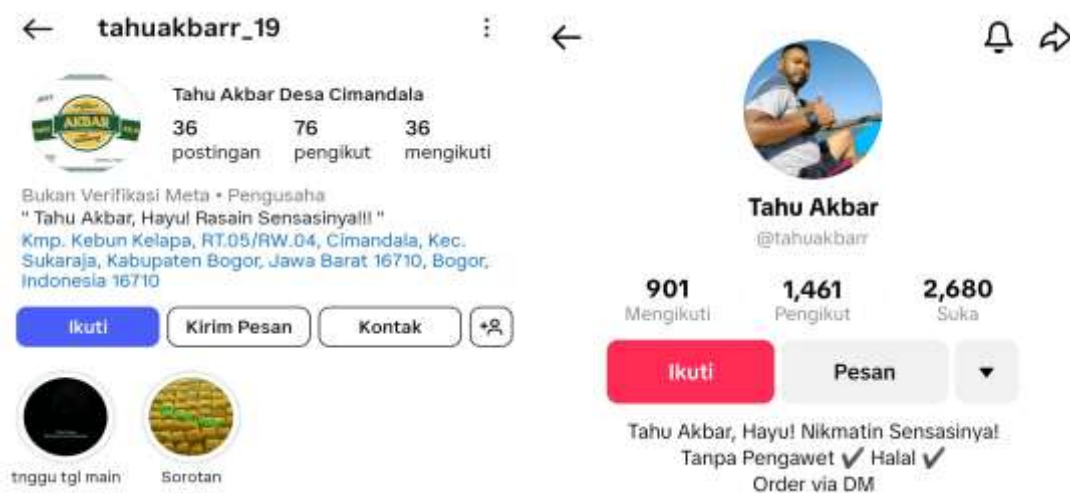 tahuakbarr_19
AKBAR
Tahu Akbar Desa Cimandala
36 76 36
postingan pengikut mengikuti
Bukan Verifikasi Meta • Pengusaha
" Tahu Akbar, Hayu! Rasain Sensasinya!!! "
Kmp. Kebun Kelapa, RT.05/RW.04, Cimandala, Kec.
Sukaraja, Kabupaten Bogor, Jawa Barat 16710, Bogor,
Indonesia 16710
Ikuti Kirim Pesan Kontak
tnggu tgl main Sorotan
Tahu Akbar
@tahuakbarr
901 1,461 2,680
Mengikuti Pengikut Suka
Ikuti Pesan
Tahu Akbar, Hayu! Nikmatin Sensasinya!
Tanpa Pengawet ✔ Halal ✔
Order via DM